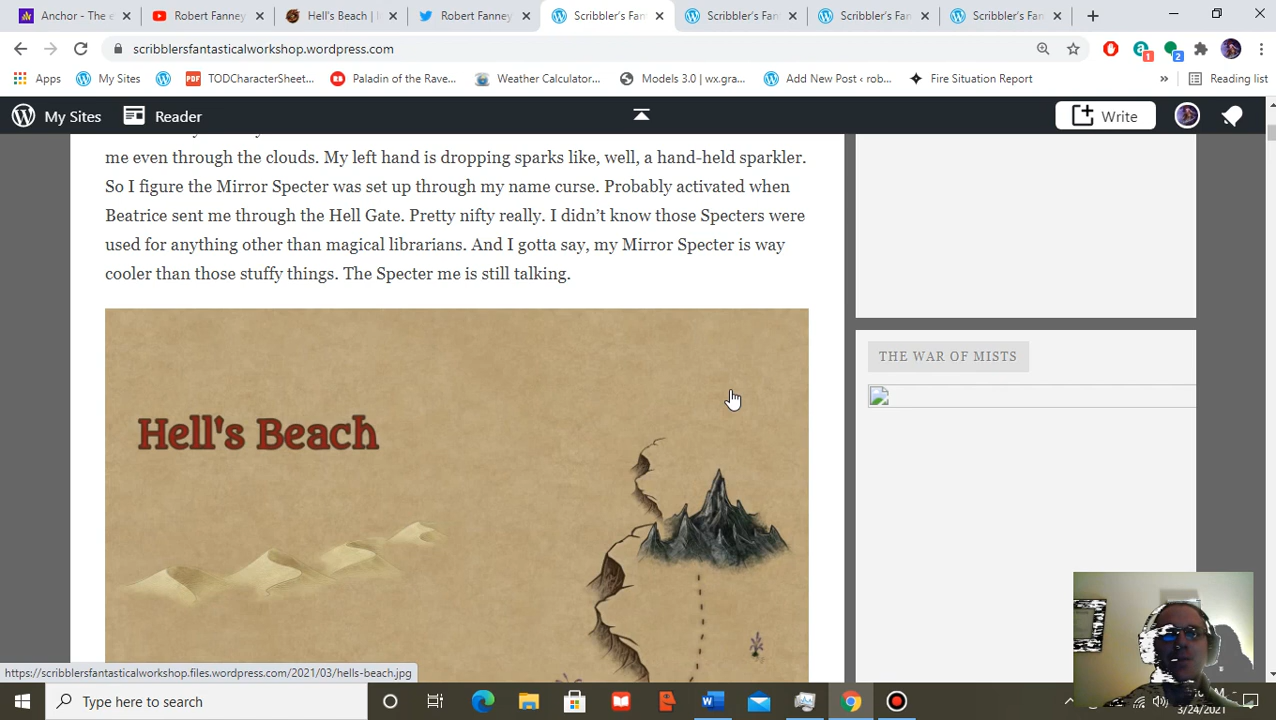 Anchor - The e
Robert Fanney
Hell's Beach | I
Robert Fanney
Scribbler's Fan
Scribbler's Fan
Scribbler's Fan
Scribbler's Fan
scribblersfantasticalworkshop.wordpress.com
1
2
Apps
My Sites
PDF
TODCharacterSheet...
Paladin of the Rave...
Weather Calculator...
Models 3.0 | wx.gra...
Add New Post ‹ rob...
Fire Situation Report
»
Reading list
My Sites
Reader
Write
me even through the clouds. My left hand is dropping sparks like, well, a hand-held sparkler.
So I figure the Mirror Specter was set up through my name curse. Probably activated when
Beatrice sent me through the Hell Gate. Pretty nifty really. I didn't know those Specters were
used for anything other than magical librarians. And I gotta say, my Mirror Specter is way
cooler than those stuffy things. The Specter me is still talking.
Hell's Beach
THE WAR OF MISTS
https://scribblersfantasticalworkshop.files.wordpress.com/2021/03/hells-beach.jpg
Type here to search
3/24/2021